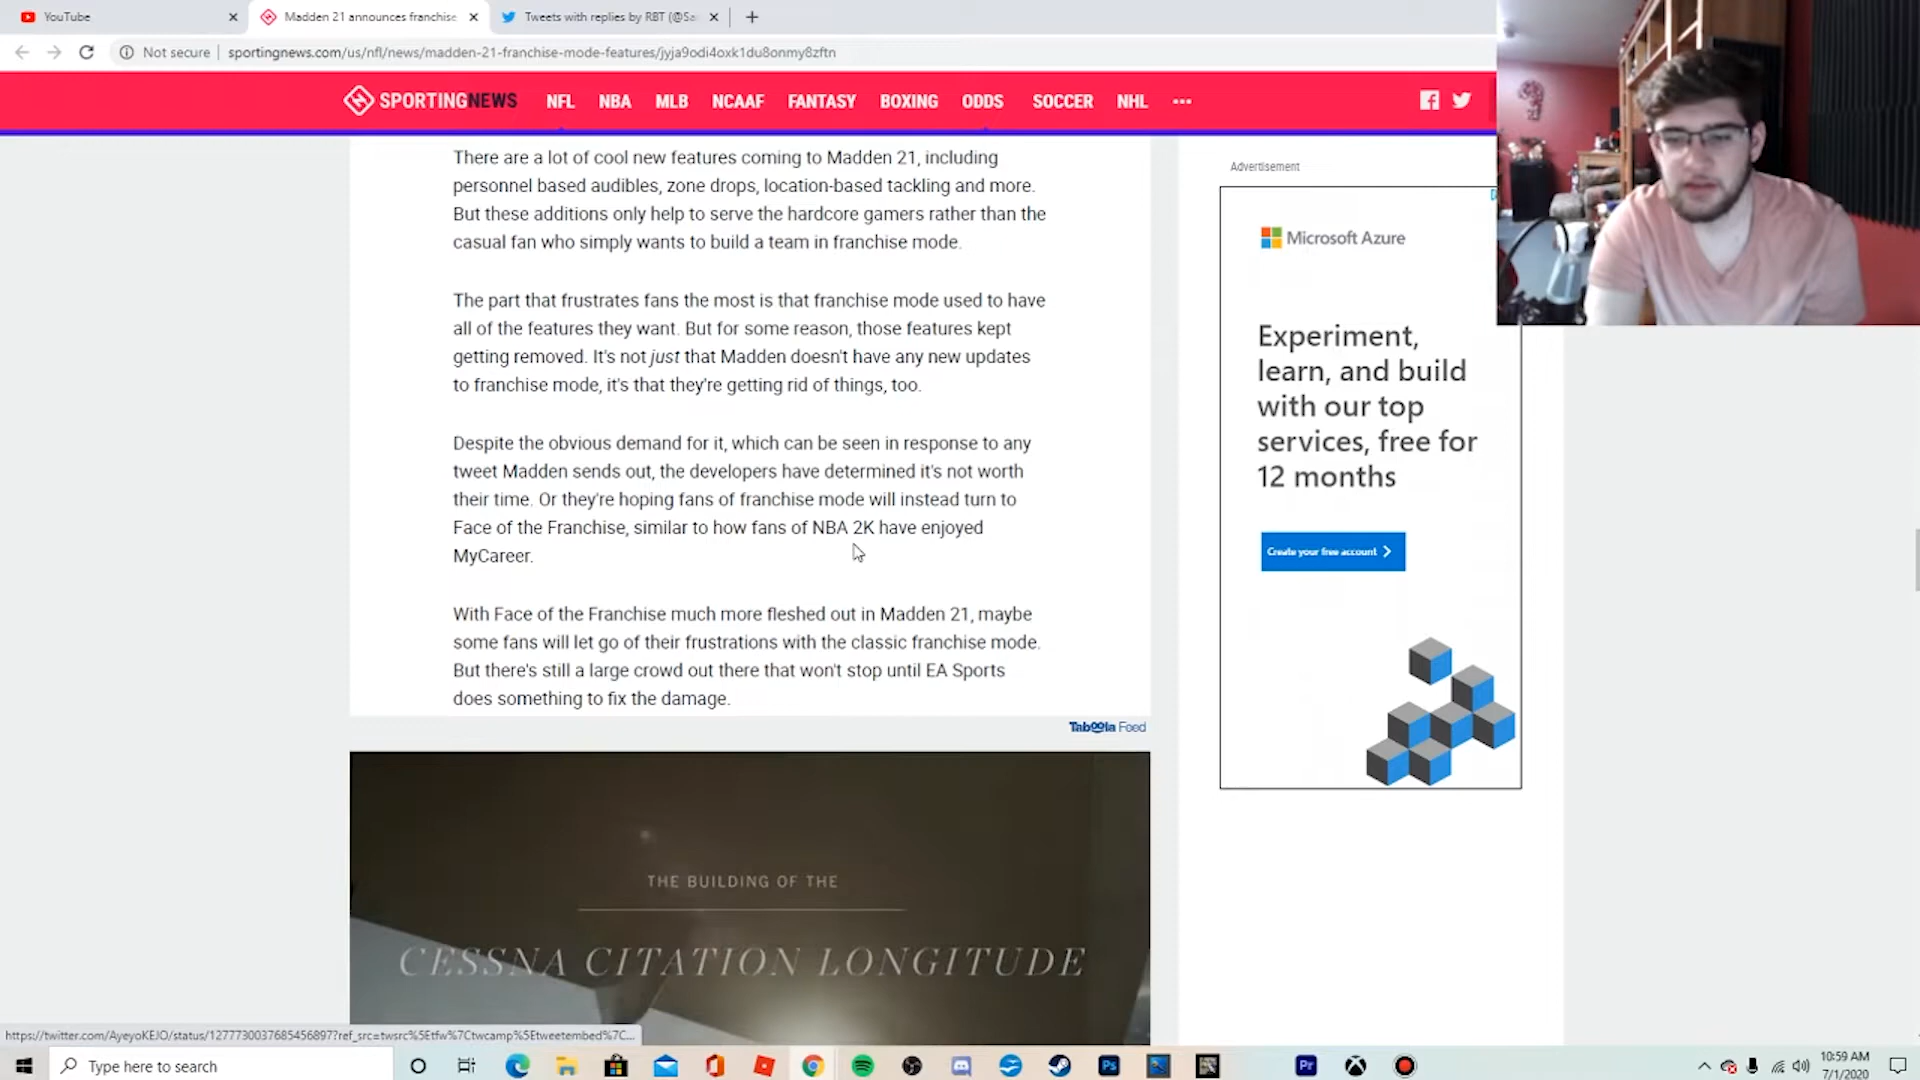 YouTube
Madden 21 announces franchise
Tweets with replies by RBT (@Sa
Not secure
sportingnews.com/us/nfl/news/madden-21-franchise-mode-features/jyja9odi4oxk1du8onmy8zftn
SPORTINGNEWS NFL NBA MLB NCAAF FANTASY BOXING ODDS SOCCER NHL
There are a lot of cool new features coming to Madden 21, including
personnel based audibles, zone drops, location-based tackling and more.
But these additions only help to serve the hardcore gamers rather than the
casual fan who simply wants to build a team in franchise mode.
The part that frustrates fans the most is that franchise mode used to have
all of the features they want. But for some reason, those features kept
getting removed. It's not just that Madden doesn't have any new updates
to franchise mode, it's that they're getting rid of things, too.
Despite the obvious demand for it, which can be seen in response to any
tweet Madden sends out, the developers have determined it's not worth
their time. Or they're hoping fans of franchise mode will instead turn to
Face of the Franchise, similar to how fans of NBA 2K have enjoyed
MyCareer.
With Face of the Franchise much more fleshed out in Madden 21, maybe
some fans will let go of their frustrations with the classic franchise mode.
But there's still a large crowd out there that won't stop until EA Sports
does something to fix the damage.
Taboola Feed
THE BUILDING OF THE
CESSNA CITATION LONGITUDE
Advertisement
Microsoft Azure
Experiment,
learn, and build
with our top
services, free for
12 months
Create your free account
https://twitter.com/AyeyoKEJO/status/1277730037685456897?ref_src=twsrc%5Etfw%7Ctwcamp%5Etweetembed%7C...
Type here to search
10:59 AM
7/1/2020